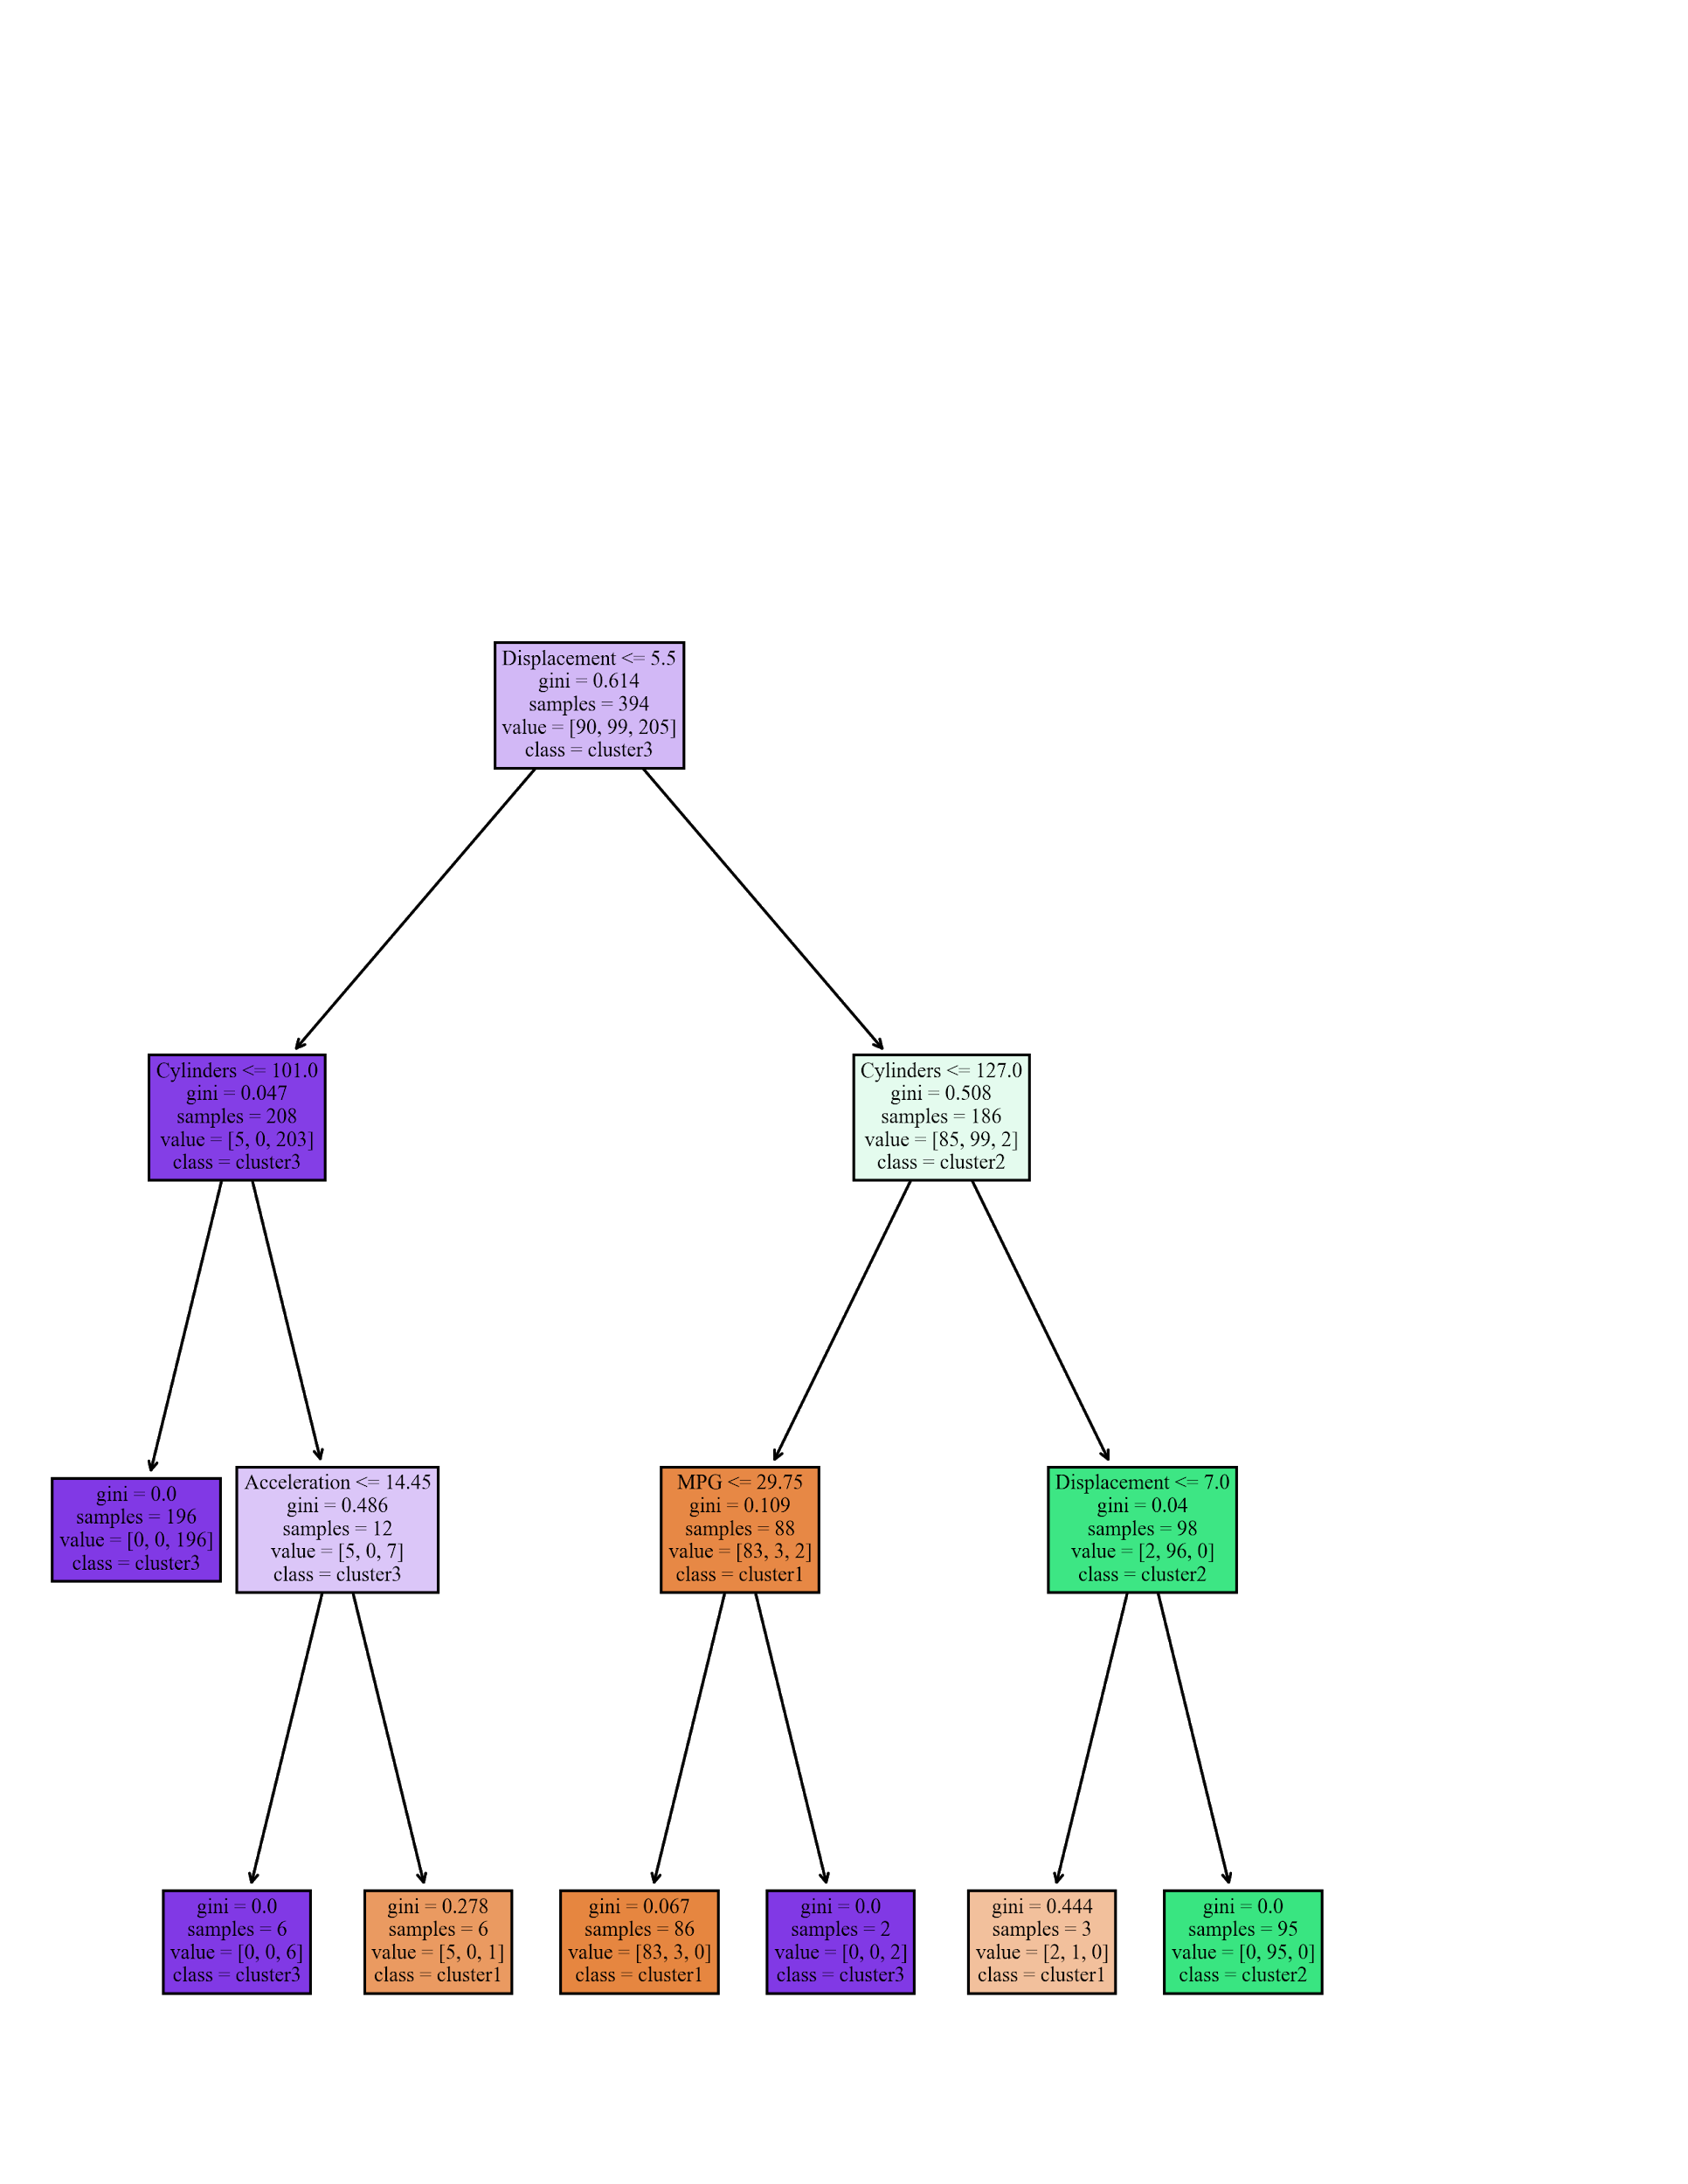 Displacement <= 5.5
gini = 0.614
samples = 394
value = [90, 99, 205]
class = cluster3
Cylinders <= 101.0
gini = 0.047
samples = 208
value = [5, 0, 203]
class = cluster3
Cylinders <= 127.0
gini = 0.508
samples = 186
value = [85, 99, 2]
class = cluster2
gini = 0.0
samples = 196
value = [0, 0, 196]
class = cluster3
Acceleration <= 14.45
gini = 0.486
samples = 12
value = [5, 0, 7]
class = cluster3
MPG <= 29.75
gini = 0.109
samples = 88
value = [83, 3, 2]
class = cluster1
Displacement <= 7.0
gini = 0.04
samples = 98
value = [2, 96, 0]
class = cluster2
gini = 0.0
samples = 6
value = [0, 0, 6]
class = cluster3
gini = 0.278
samples = 6
value = [5, 0, 1]
class = cluster1
gini = 0.067
samples = 86
value = [83, 3, 0]
class = cluster1
gini = 0.0
samples = 2
value = [0, 0, 2]
class = cluster3
gini = 0.444
samples = 3
value = [2, 1, 0]
class = cluster1
gini = 0.0
samples = 95
value = [0, 95, 0]
class = cluster2